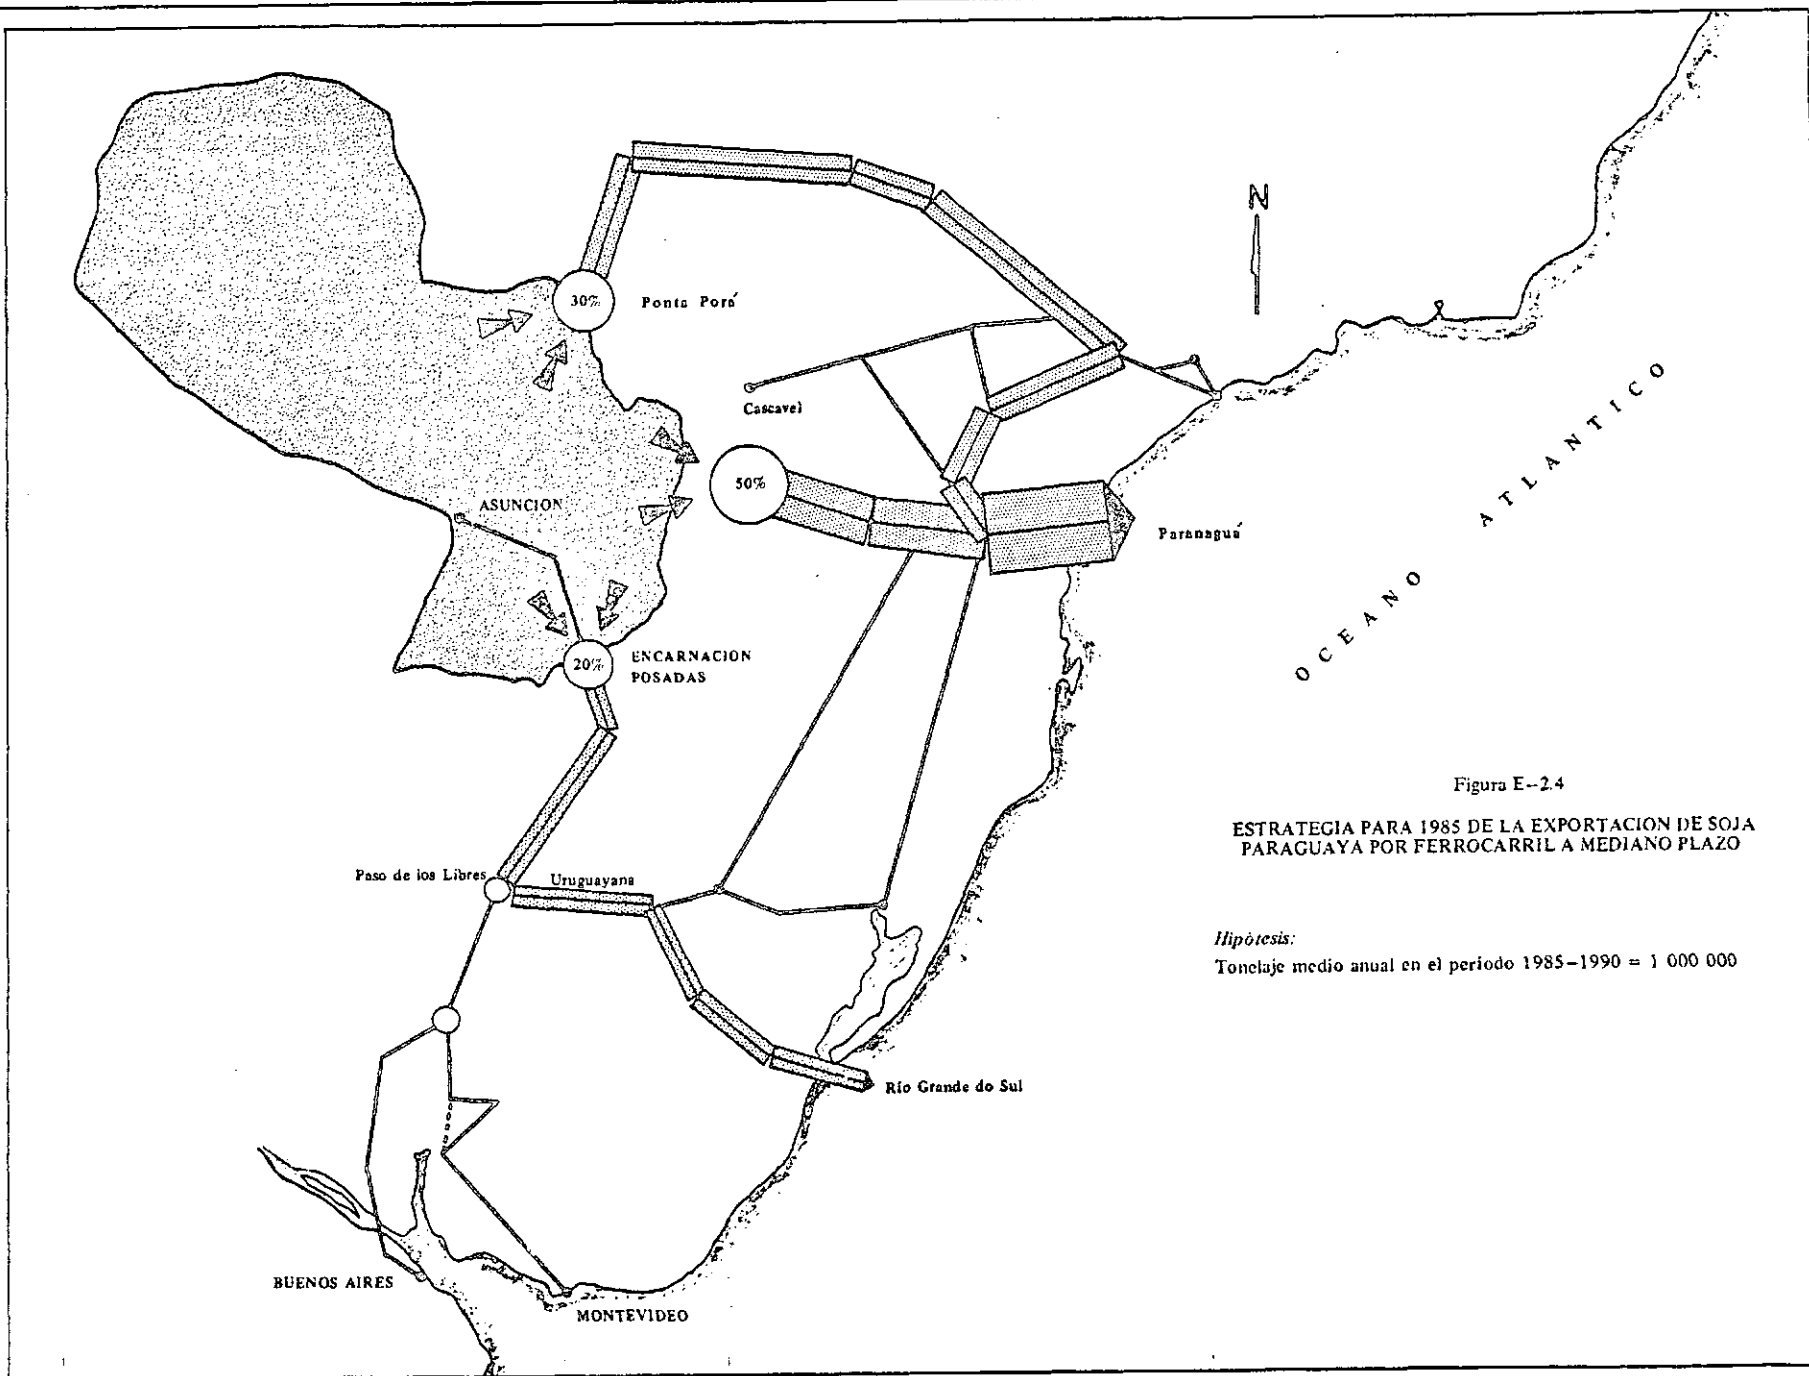 N
30%
Ponta Porá
Cascavel
50%
ASUNCION
Paranaguá
OCEANO ATLANTICO
20%
ENCARNACION
POSADAS
Figura E--2.4
ESTRATEGIA PARA 1985 DE LA EXPORTACION DE SOJA
PARAGUAYA POR FERROCARRIL A MEDIANO PLAZO
Paso de los Libres
Uruguayana
Hipòtesis:
Tonelaje medio anual en el periodo 1985-1990 = 1 000 000
Río Grande do Sul
BUENOS AIRES
MONTEVIDEO